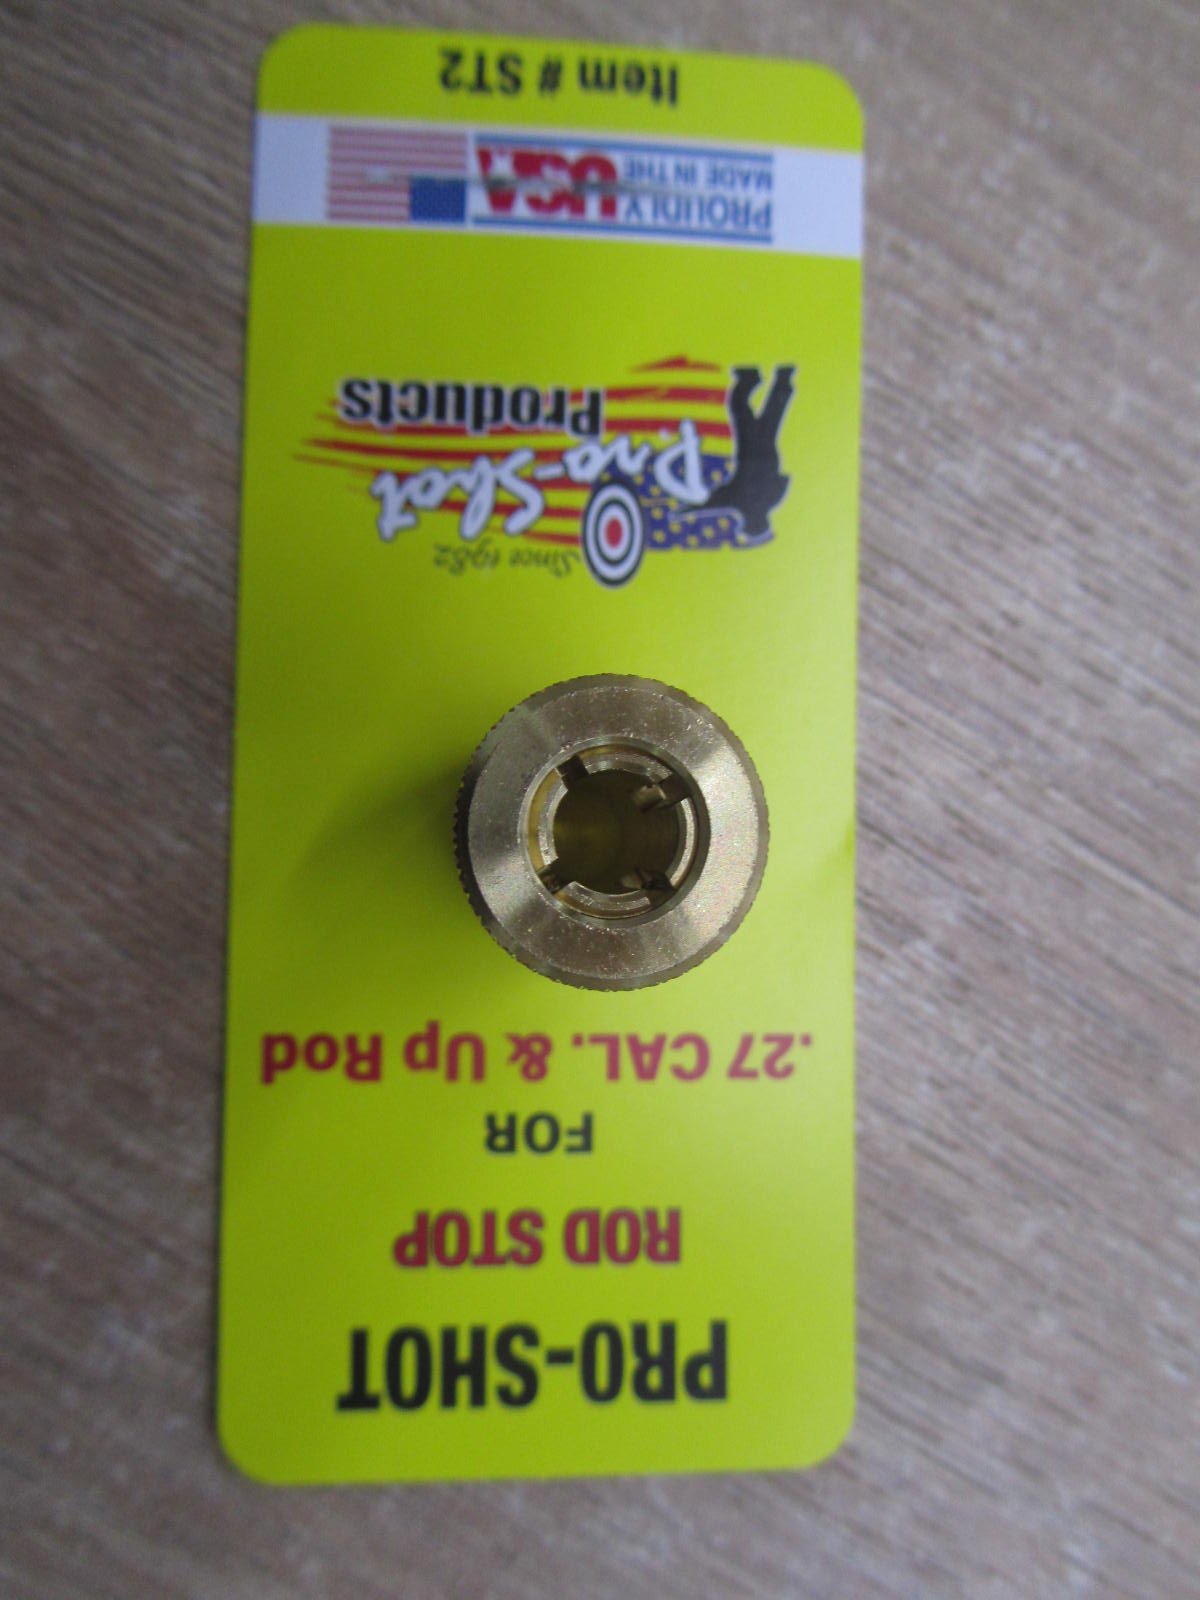 PRO-SHOT
ROD STOP
FOR
.27 CAL. & Up Rod
Since 1982
Pro-Shot
Products
PROUDLY
MADE IN THE
USA
Item # ST2